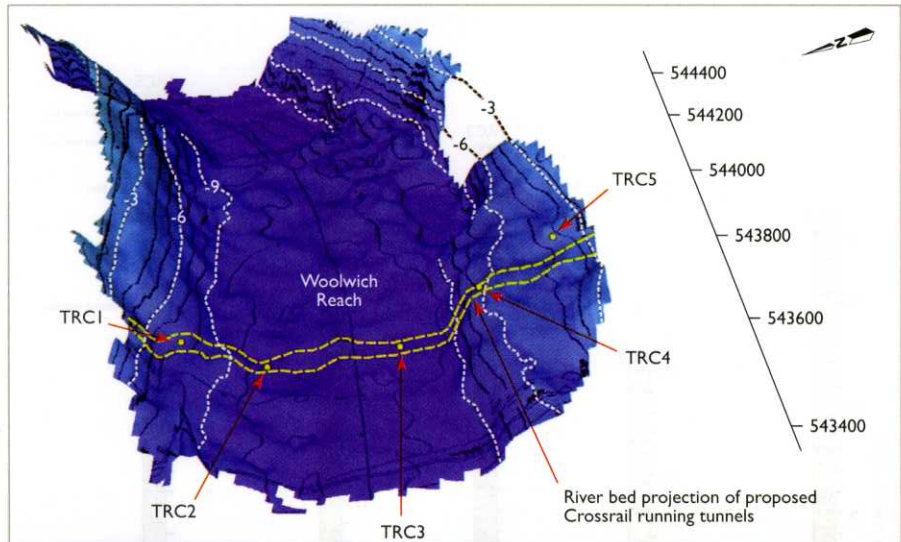 N
544400
-3
544200
-6
544000
TRC5
-9
-3
-6
543800
Woolwich
Reach
543600
TRC1
TRC4
543400
River bed projection of proposed
Crossrail running tunnels
TRC2
TRC3